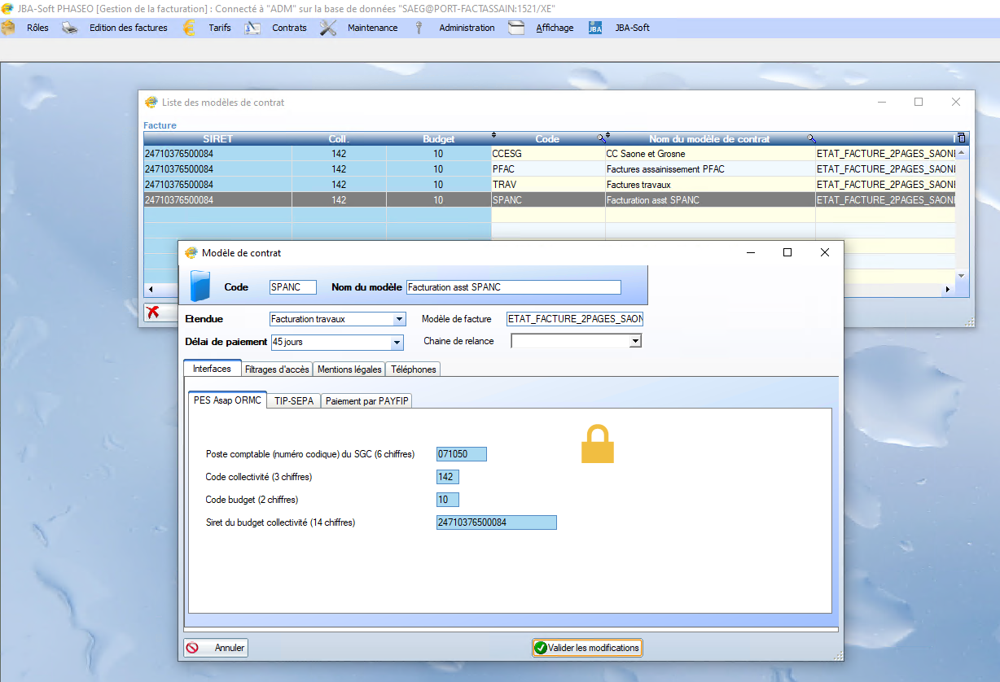 JBA-Soft PHASEO [Gestion de la facturation] : Connecté à "ADM" sur la base de données "SAEG@PORT-FACTASSAIN:1521/XE"
Rôles Edition des factures Tarifs Contrats Maintenance Administration Affichage JBA JBA-Soft
Liste des modèles de contrat
Facture
SIRET Coll. Budget Code Nom du modèle de contrat
24710376500084 142 10 CCESG CC Saone et Grosne ETAT_FACTURE_2PAGES_SAONI
24710376500084 142 10 PFAC Factures assainissement PFAC ETAT_FACTURE_2PAGES_SAONI
24710376500084 142 10 TRAV Factures travaux ETAT_FACTURE_2PAGES_SAONI
24710376500084 142 10 SPANC Facturation asst SPANC ETAT_FACTURE_2PAGES_SAONI
Modèle de contrat
Code SPANC Nom du modèle Facturation asst SPANC
Etendue Facturation travaux Modèle de facture ETAT_FACTURE_2PAGES_SAON
Délai de paiement 45 jours Chaine de relance
Interfaces Filtrages d'accès Mentions légales Téléphones
PES Asap ORMC TIP-SEPA Paiement par PAYFIP
Poste comptable (numéro codique) du SGC (6 chiffres) 071050
Code collectivité (3 chiffres) 142
Code budget (2 chiffres) 10
Siret du budget collectivité (14 chiffres) 24710376500084
Annuler Valider les modifications